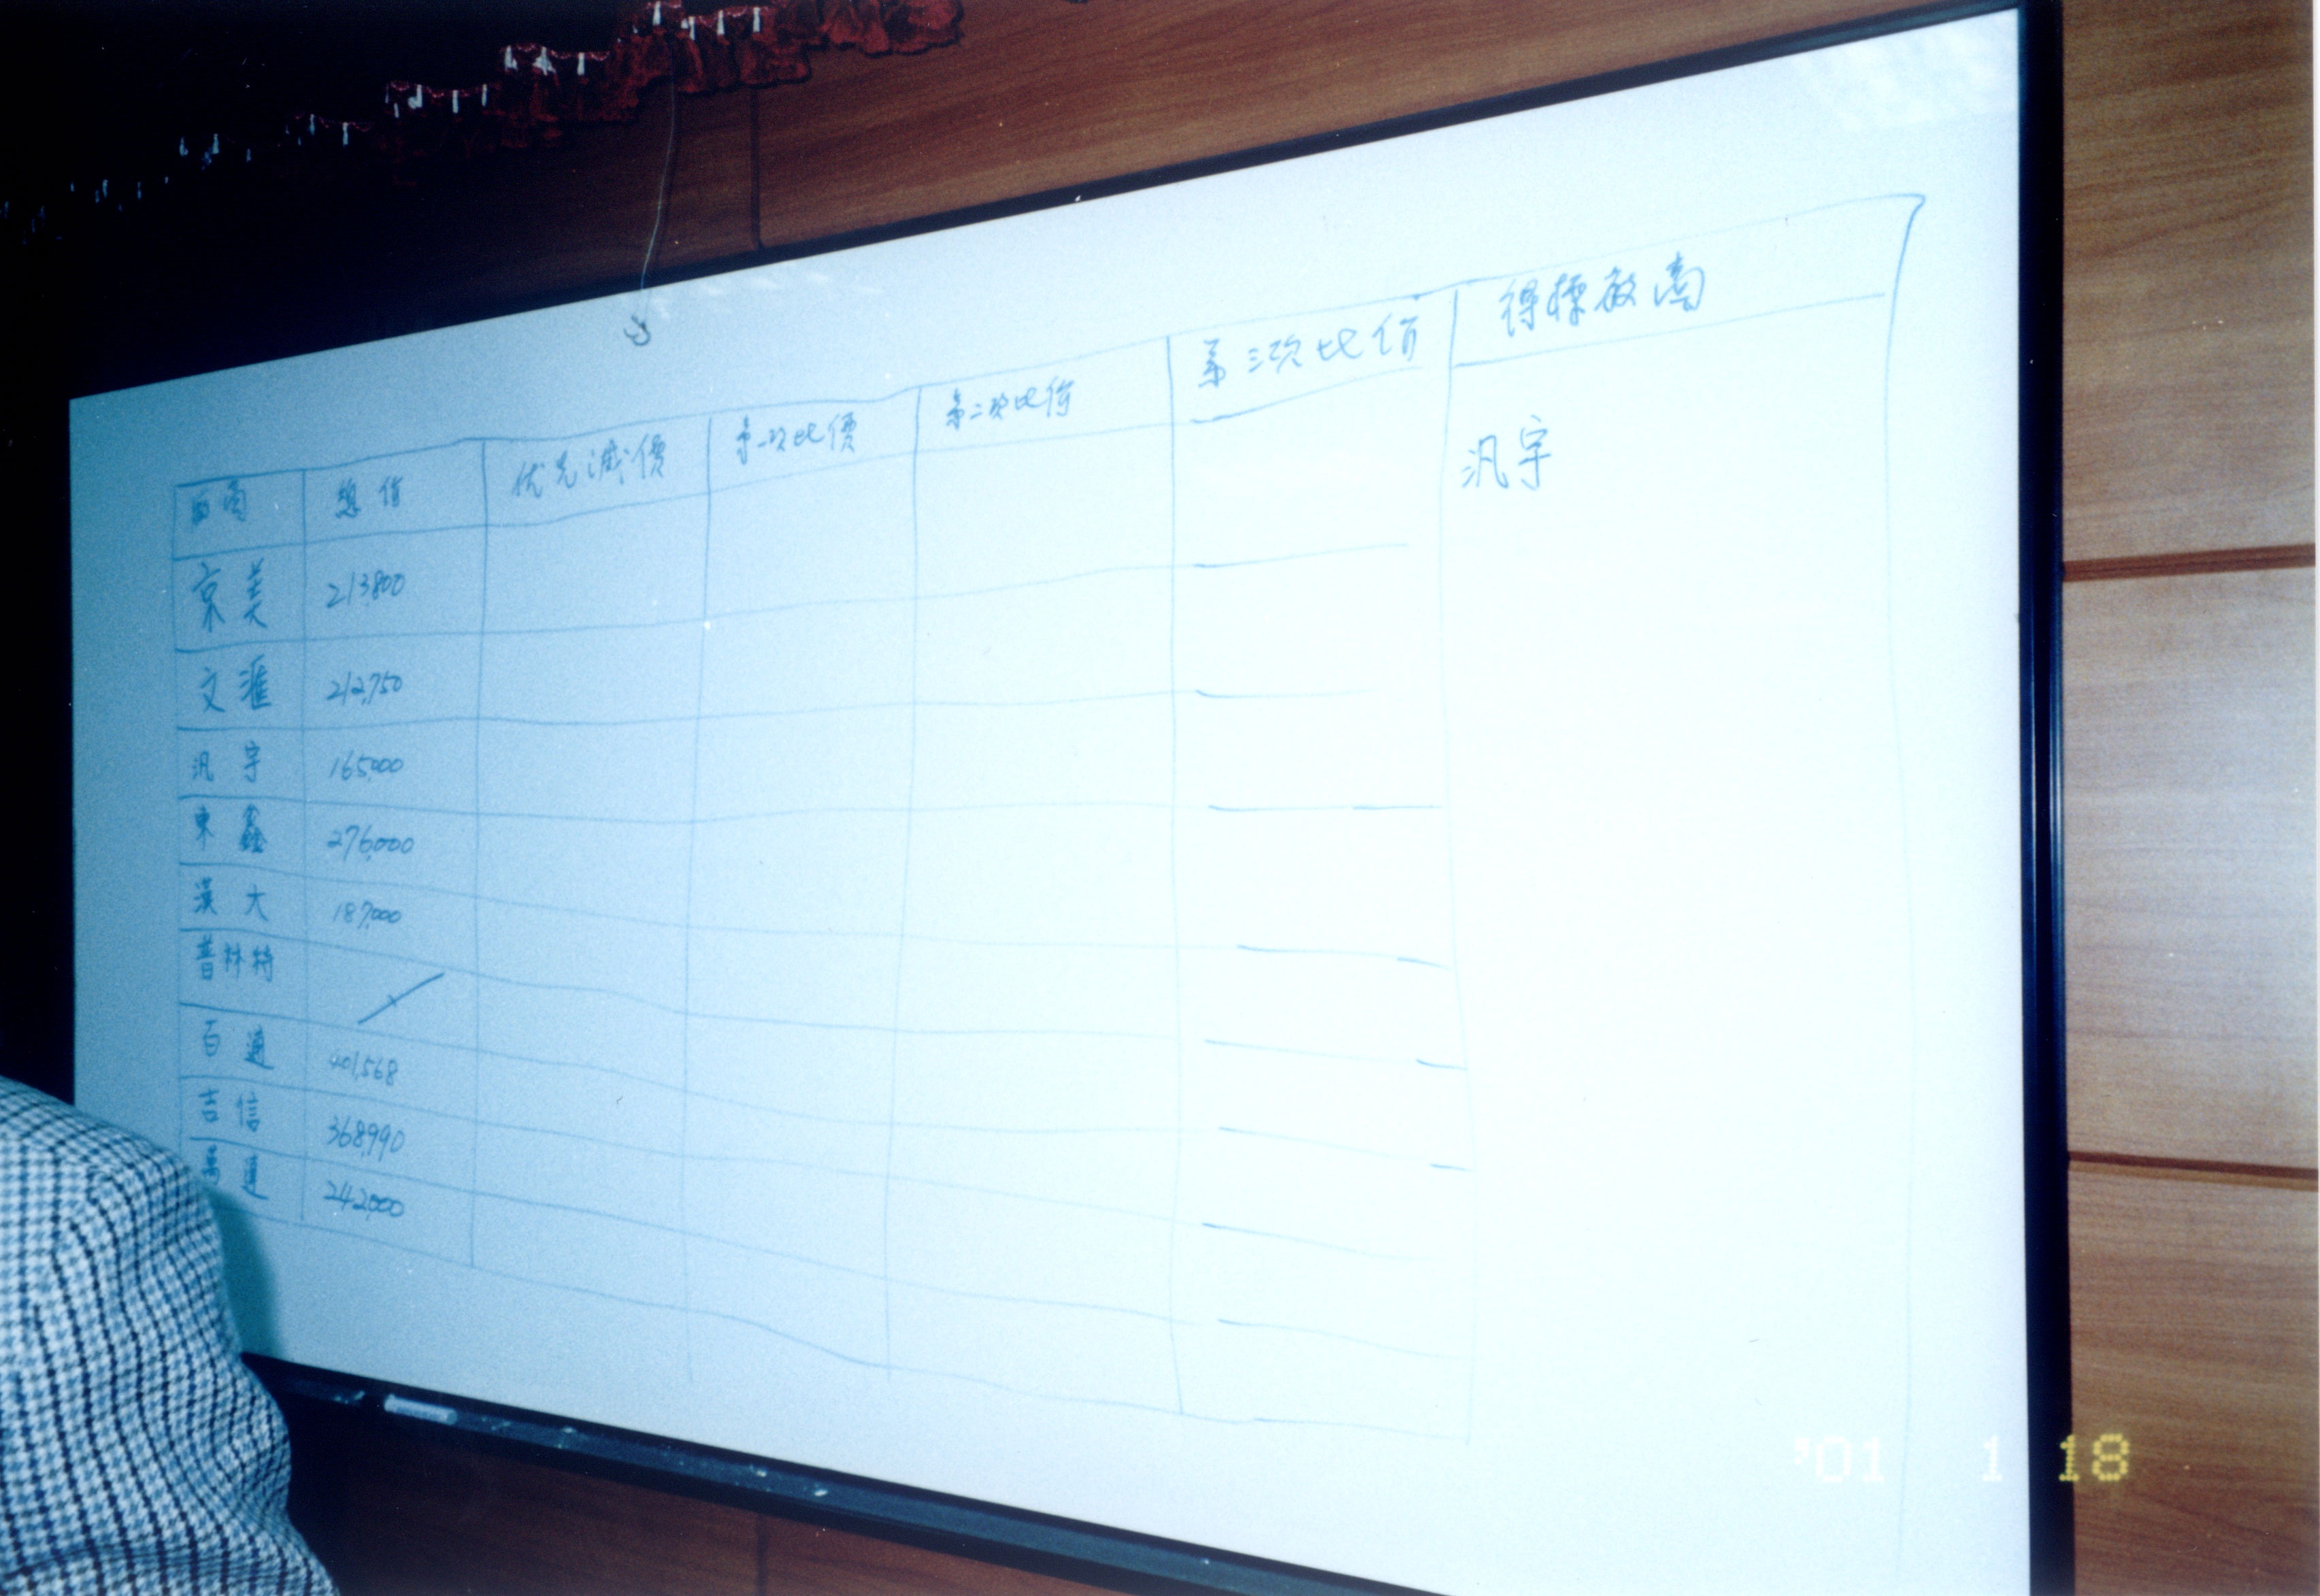 廠商 總價 优先減價 第一次比價 第二次比價 第三次比價 得標廠商
京美 213,800 汎宇
文滙 212,750
汎宇 165,000
東鑫 276,000
漢大 187,000
普林特
百通 401,568
吉信 368,990
萬通 242,000
'01 1 18